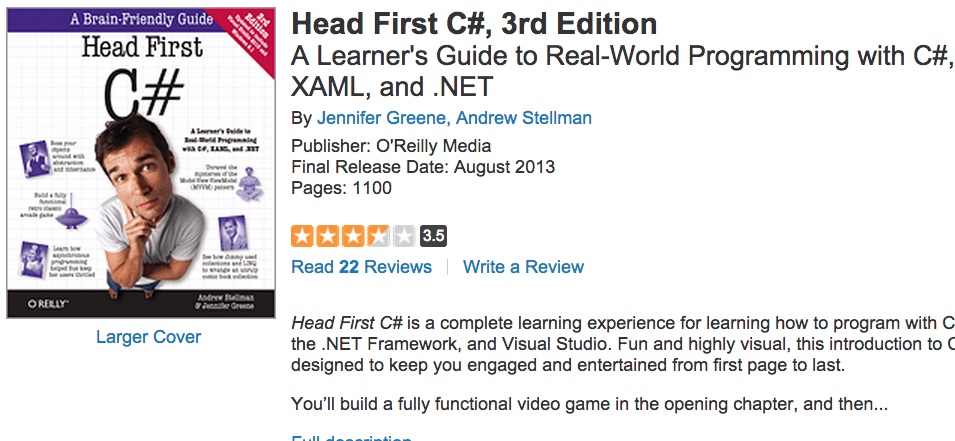 A Brain-Friendly Guide
3rd Edition
Head First
C#
A Learner's Guide to
Real-World Programming
with C#, XAML, and .NET
Boss your
objects around with
abstraction
and inheritance
Unravel the
mysteries of the
Model-View-ViewModel
(MVVM) pattern
Build a fully
functional
retro classic
arcade game
Learn how
asynchronous
programming
helped Sue keep
her users thrilled
See how Jimmy used
collections and LINQ
to wrangle an unruly
comic book collection
O'REILLY
Andrew Stellman
& Jennifer Greene
Larger Cover
Head First C#, 3rd Edition
A Learner's Guide to Real-World Programming with C#,
XAML, and .NET
By Jennifer Greene, Andrew Stellman
Publisher: O'Reilly Media
Final Release Date: August 2013
Pages: 1100
3.5
Read 22 Reviews
Write a Review
Head First C# is a complete learning experience for learning how to program with C
the .NET Framework, and Visual Studio. Fun and highly visual, this introduction to C
designed to keep you engaged and entertained from first page to last.
You'll build a fully functional video game in the opening chapter, and then...
Full description